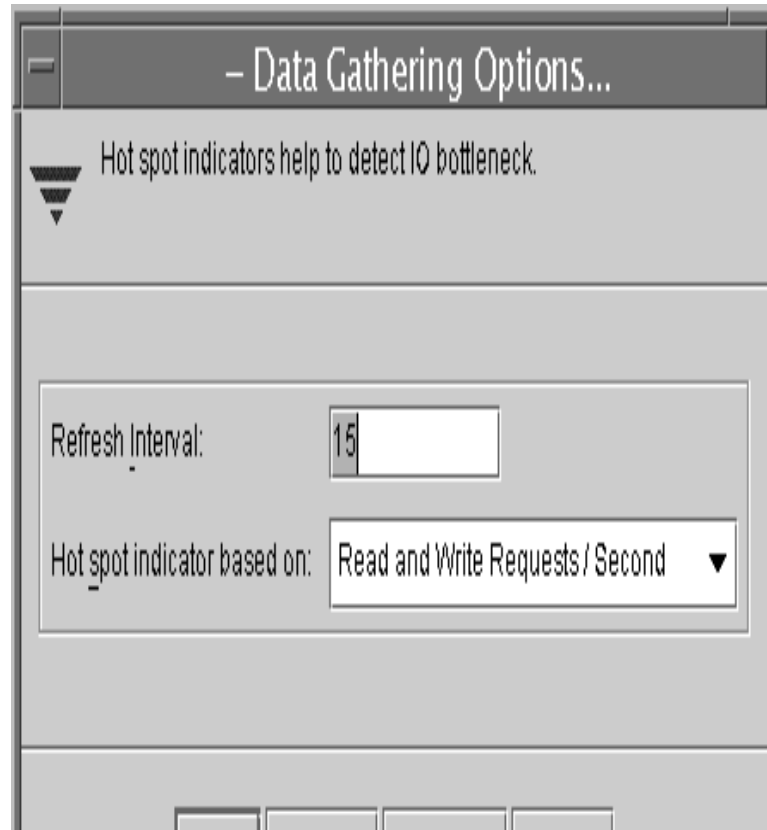 – Data Gathering Options...
Hot spot indicators help to detect IO bottleneck.
Refresh Interval:
15
Hot spot indicator based on:
Read and Write Requests / Second